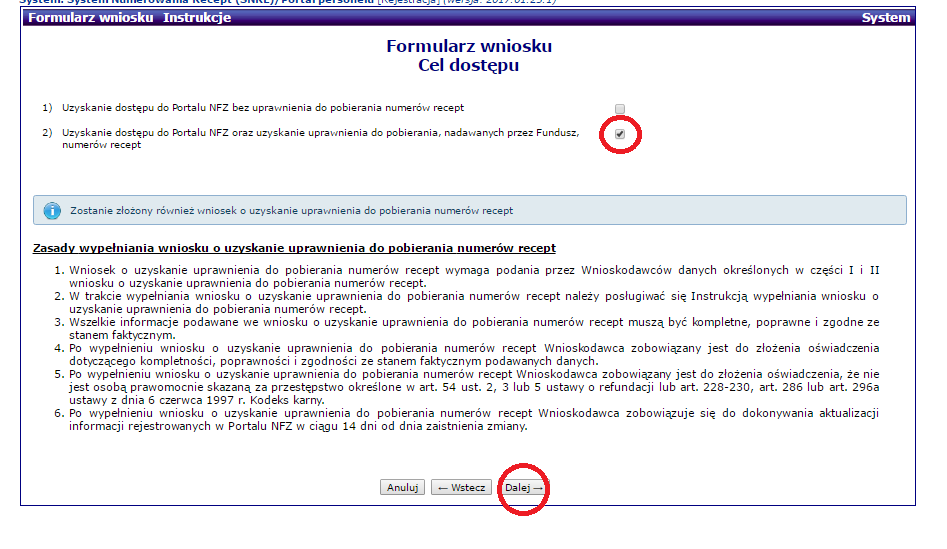 System: System Numerowania Recept (SNRL)/Portal personelu [Rejestracja] (wersja: 2017.01.25.1)
Formularz wniosku Instrukcje System
Formularz wniosku
Cel dostępu
1) Uzyskanie dostępu do Portalu NFZ bez uprawnienia do pobierania numerów recept
2) Uzyskanie dostępu do Portalu NFZ oraz uzyskanie uprawnienia do pobierania, nadawanych przez Fundusz,
numerów recept
Zostanie złożony również wniosek o uzyskanie uprawnienia do pobierania numerów recept
Zasady wypełniania wniosku o uzyskanie uprawnienia do pobierania numerów recept
1. Wniosek o uzyskanie uprawnienia do pobierania numerów recept wymaga podania przez Wnioskodawców danych określonych w części I i II
wniosku o uzyskanie uprawnienia do pobierania numerów recept.
2. W trakcie wypełniania wniosku o uzyskanie uprawnienia do pobierania numerów recept należy posługiwać się Instrukcją wypełniania wniosku o
uzyskanie uprawnienia do pobierania numerów recept.
3. Wszelkie informacje podawane we wniosku o uzyskanie uprawnienia do pobierania numerów recept muszą być kompletne, poprawne i zgodne ze
stanem faktycznym.
4. Po wypełnieniu wniosku o uzyskanie uprawnienia do pobierania numerów recept Wnioskodawca zobowiązany jest do złożenia oświadczenia
dotyczącego kompletności, poprawności i zgodności ze stanem faktycznym podawanych danych.
5. Po wypełnieniu wniosku o uzyskanie uprawnienia do pobierania numerów recept Wnioskodawca zobowiązany jest do złożenia oświadczenia, że nie
jest osobą prawomocnie skazaną za przestępstwo określone w art. 54 ust. 2, 3 lub 5 ustawy o refundacji lub art. 228-230, art. 286 lub art. 296a
ustawy z dnia 6 czerwca 1997 r. Kodeks karny.
6. Po wypełnieniu wniosku o uzyskanie uprawnienia do pobierania numerów recept Wnioskodawca zobowiązuje się do dokonywania aktualizacji
informacji rejestrowanych w Portalu NFZ w ciągu 14 dni od dnia zaistnienia zmiany.
Anuluj ← Wstecz Dalej →